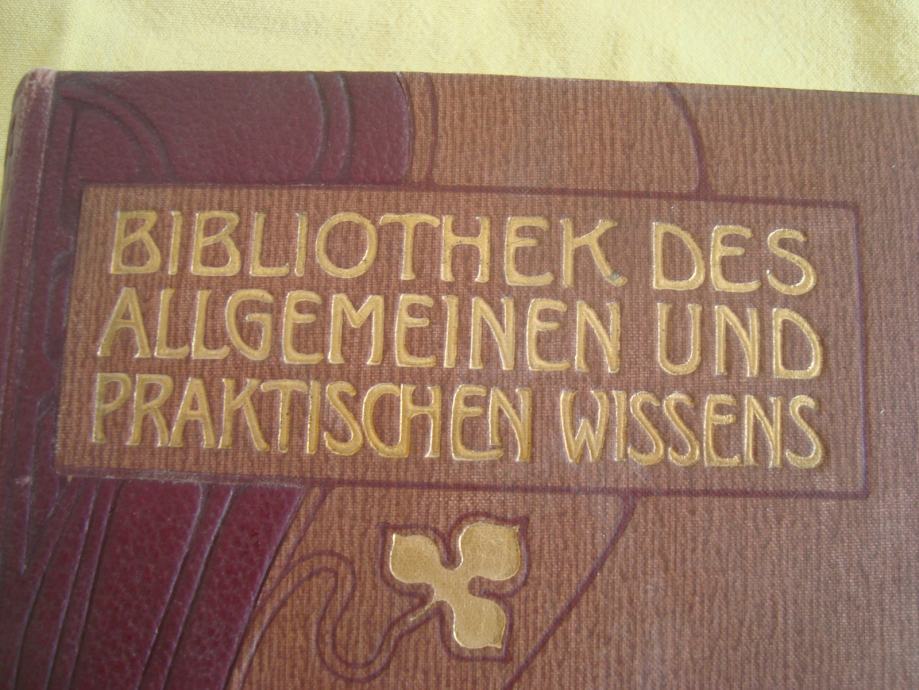 BIBLIOTHEK DES
ALLGEMEINEN UND
PRAKTISCHEN WISSENS